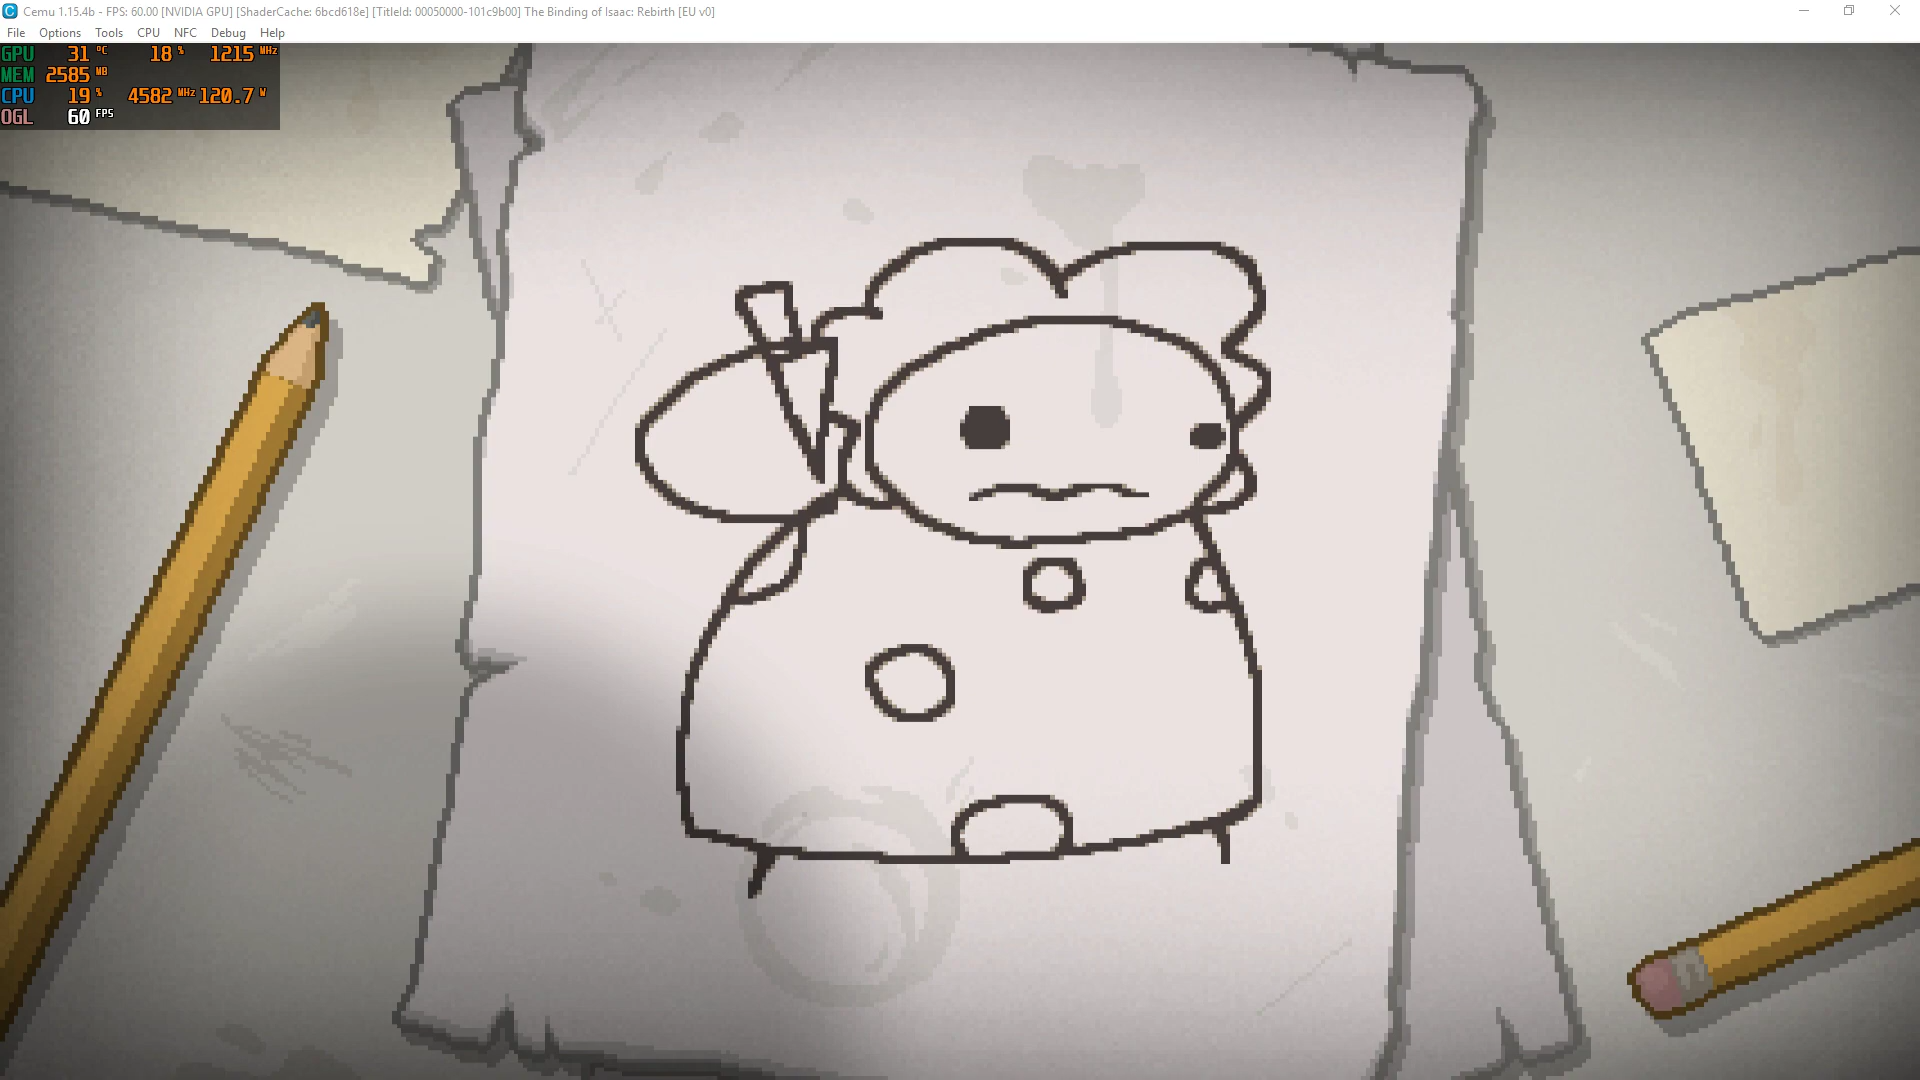 Cemu 1.15.4b - FPS: 60.00 [NVIDIA GPU] [ShaderCache: 6bcd618e] [TitleId: 00050000-101c9b00] The Binding of Isaac: Rebirth [EU v0]
File Options Tools CPU NFC Debug Help
GPU 31 °C 18 % 1215 MHz
MEM 2585 MB
CPU 19 % 4582 MHz 120.7 W
OGL 60 FPS